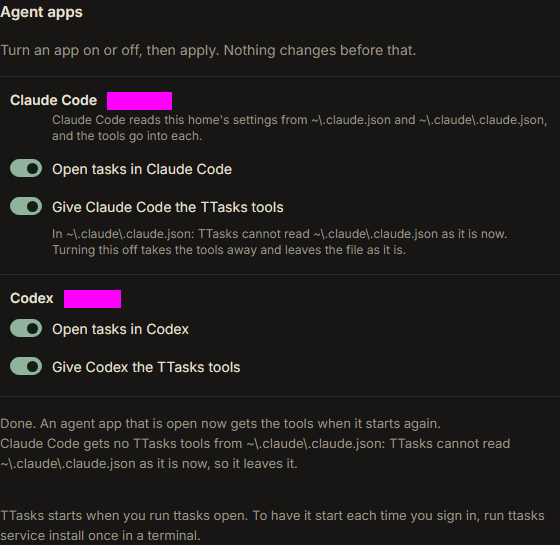 Agent apps
Turn an app on or off, then apply. Nothing changes before that.
Claude Code
Claude Code reads this home's settings from ~\.claude.json and ~\.claude\.claude.json,
and the tools go into each.
Open tasks in Claude Code
Give Claude Code the TTasks tools
In ~\.claude\.claude.json: TTasks cannot read ~\.claude\.claude.json as it is now.
Turning this off takes the tools away and leaves the file as it is.
Codex
Open tasks in Codex
Give Codex the TTasks tools
Done. An agent app that is open now gets the tools when it starts again.
Claude Code gets no TTasks tools from ~\.claude\.claude.json: TTasks cannot read
~\.claude\.claude.json as it is now, so it leaves it.
TTasks starts when you run ttasks open. To have it start each time you sign in, run ttasks
service install once in a terminal.